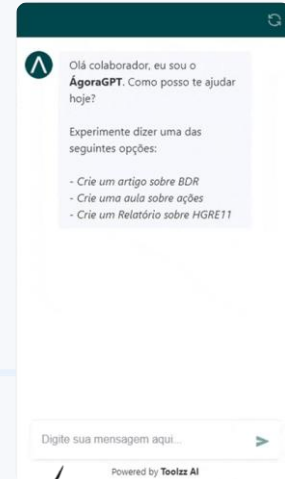 Olá colaborador, eu sou o
ÁgoraGPT. Como posso te ajudar
hoje?
Experimente dizer uma das
seguintes opções:
- Crie um artigo sobre BDR
- Crie uma aula sobre ações
- Crie um Relatório sobre HGRE11
Digite sua mensagem aqui...
Powered by Toolzz AI